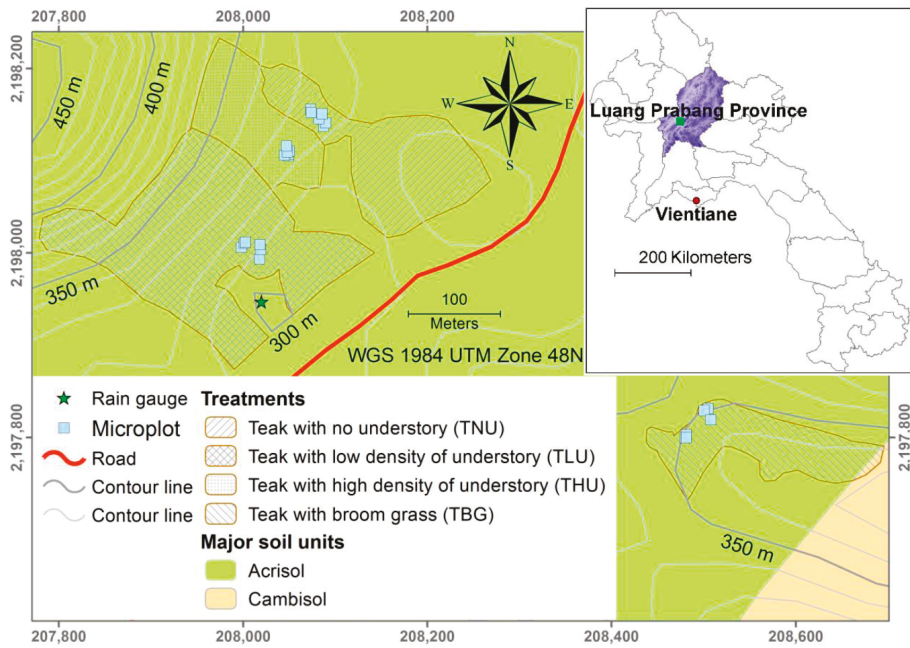 207,800
208,000
208,200
2,198,200
450 m
400 m
N
W
E
S
Luang Prabang Province
Vientiane
200 Kilometers
2,198,000
350 m
300 m
100
Meters
WGS 1984 UTM Zone 48N
Rain gauge
Microplot
Road
Contour line
Contour line
Treatments
Teak with no understory (TNU)
Teak with low density of understory (TLU)
Teak with high density of understory (THU)
Teak with broom grass (TBG)
Major soil units
Acrisol
Cambisol
2,197,800
2,197,800
350 m
207,800
208,000
208,200
208,400
208,600